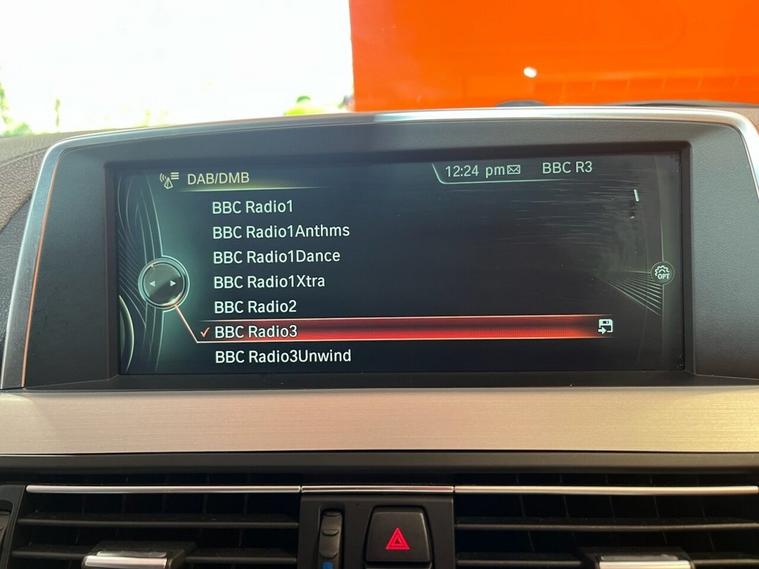 DAB/DMB
12:24 pm
BBC R3
BBC Radio1
BBC Radio1Anthms
BBC Radio1Dance
BBC Radio1Xtra
BBC Radio2
BBC Radio3
BBC Radio3Unwind
OPT